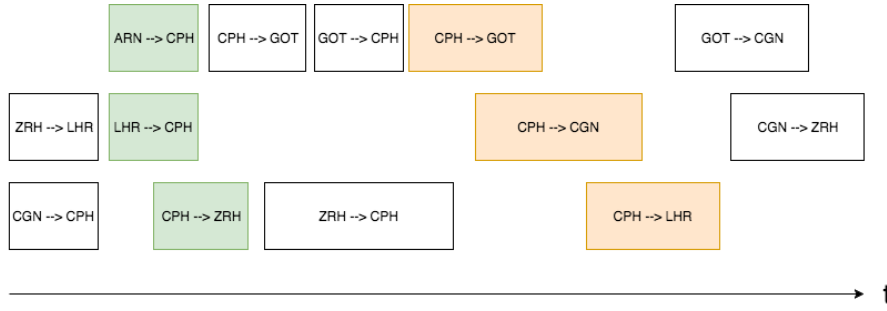 ARN --> CPH
CPH --> GOT
GOT --> CPH
CPH --> GOT
GOT --> CGN
ZRH --> LHR
LHR --> CPH
CPH --> CGN
CGN --> ZRH
CGN --> CPH
CPH --> ZRH
ZRH --> CPH
CPH --> LHR
t